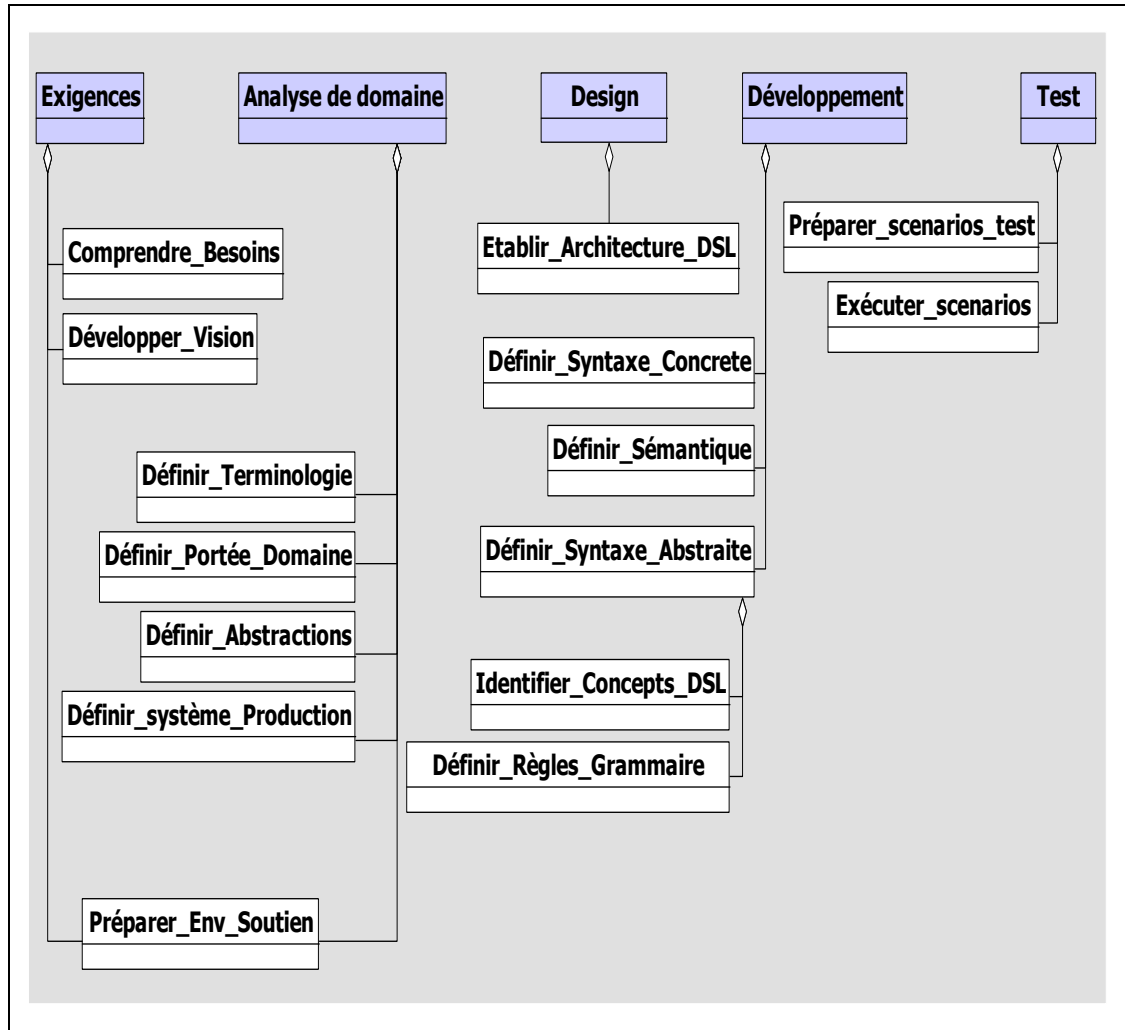 Exigences
Analyse de domaine
Design
Développement
Test
Comprendre_Besoins
Développer_Vision
Définir_Terminologie
Définir_Portée_Domaine
Définir_Abstractions
Définir_système_Production
Préparer_Env_Soutien
Etablir_Architecture_DSL
Définir_Syntaxe_Concrete
Définir_Sémantique
Définir_Syntaxe_Abstraite
Identifier_Concepts_DSL
Définir_Règles_Grammaire
Préparer_scenarios_test
Exécuter_scenarios